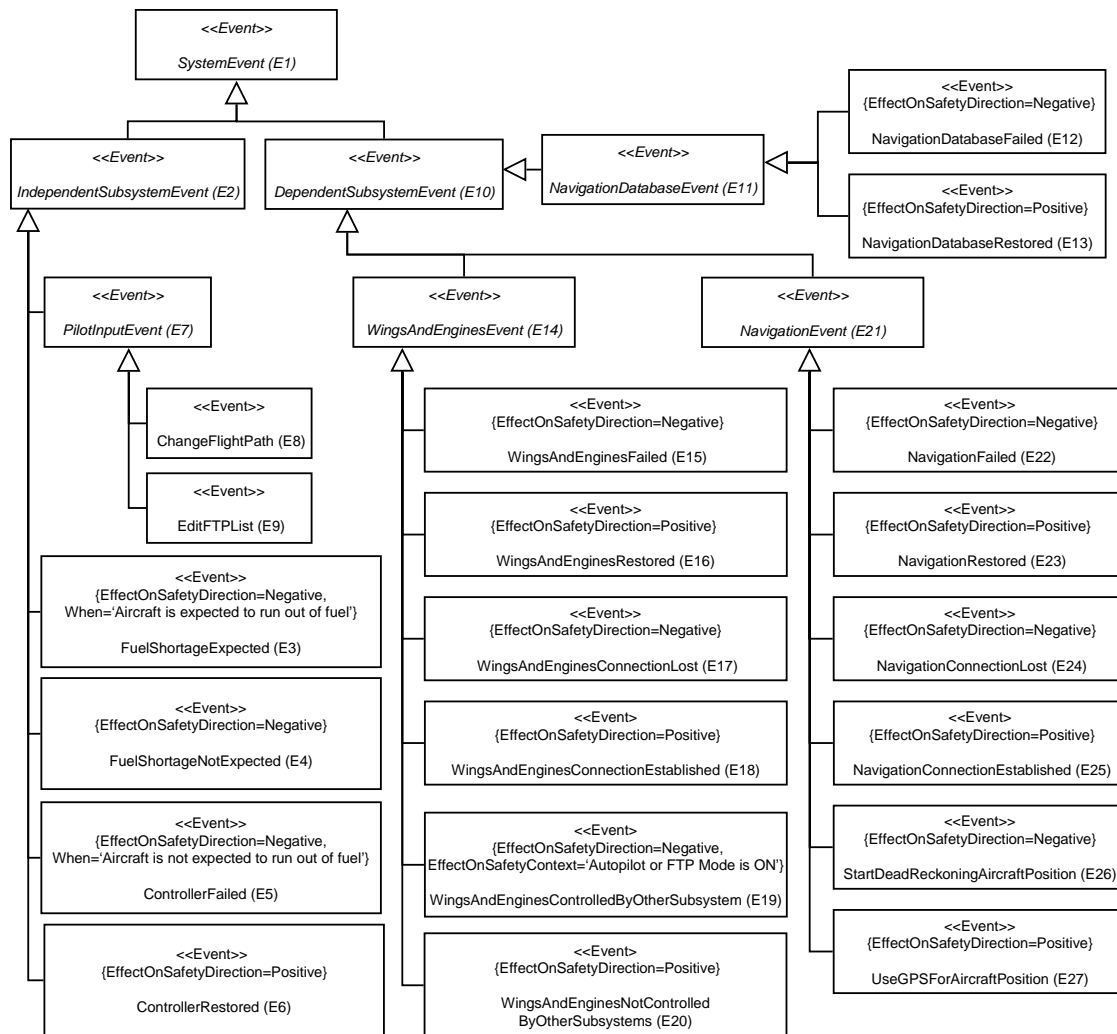 <<Event>>
SystemEvent (E1)
<<Event>>
IndependentSubsystemEvent (E2)
<<Event>>
DependentSubsystemEvent (E10)
<<Event>>
NavigationDatabaseEvent (E11)
<<Event>>
{EffectOnSafetyDirection=Negative}
NavigationDatabaseFailed (E12)
<<Event>>
{EffectOnSafetyDirection=Positive}
NavigationDatabaseRestored (E13)
<<Event>>
PilotInputEvent (E7)
<<Event>>
ChangeFlightPath (E8)
<<Event>>
EditFTPList (E9)
<<Event>>
{EffectOnSafetyDirection=Negative,
When=‘Aircraft is expected to run out of fuel’}
FuelShortageExpected (E3)
<<Event>>
{EffectOnSafetyDirection=Negative}
FuelShortageNotExpected (E4)
<<Event>>
{EffectOnSafetyDirection=Negative,
When=‘Aircraft is not expected to run out of fuel’}
ControllerFailed (E5)
<<Event>>
{EffectOnSafetyDirection=Positive}
ControllerRestored (E6)
<<Event>>
WingsAndEnginesEvent (E14)
<<Event>>
{EffectOnSafetyDirection=Negative}
WingsAndEnginesFailed (E15)
<<Event>>
{EffectOnSafetyDirection=Positive}
WingsAndEnginesRestored (E16)
<<Event>>
{EffectOnSafetyDirection=Negative}
WingsAndEnginesConnectionLost (E17)
<<Event>
{EffectOnSafetyDirection=Positive}
WingsAndEnginesConnectionEstablished (E18)
<<Event>
{EffectOnSafetyDirection=Negative,
EffectOnSafetyContext=‘Autopilot or FTP Mode is ON’}
WingsAndEnginesControlledByOtherSubsystem (E19)
<<Event>>
{EffectOnSafetyDirection=Positive}
WingsAndEnginesNotControlled
ByOtherSubsystems (E20)
<<Event>>
NavigationEvent (E21)
<<Event>>
{EffectOnSafetyDirection=Negative}
NavigationFailed (E22)
<<Event>>
{EffectOnSafetyDirection=Positive}
NavigationRestored (E23)
<<Event>>
{EffectOnSafetyDirection=Negative}
NavigationConnectionLost (E24)
<<Event>
{EffectOnSafetyDirection=Positive}
NavigationConnectionEstablished (E25)
<<Event>>
{EffectOnSafetyDirection=Negative}
StartDeadReckoningAircraftPosition (E26)
<<Event>>
{EffectOnSafetyDirection=Positive}
UseGPSForAircraftPosition (E27)